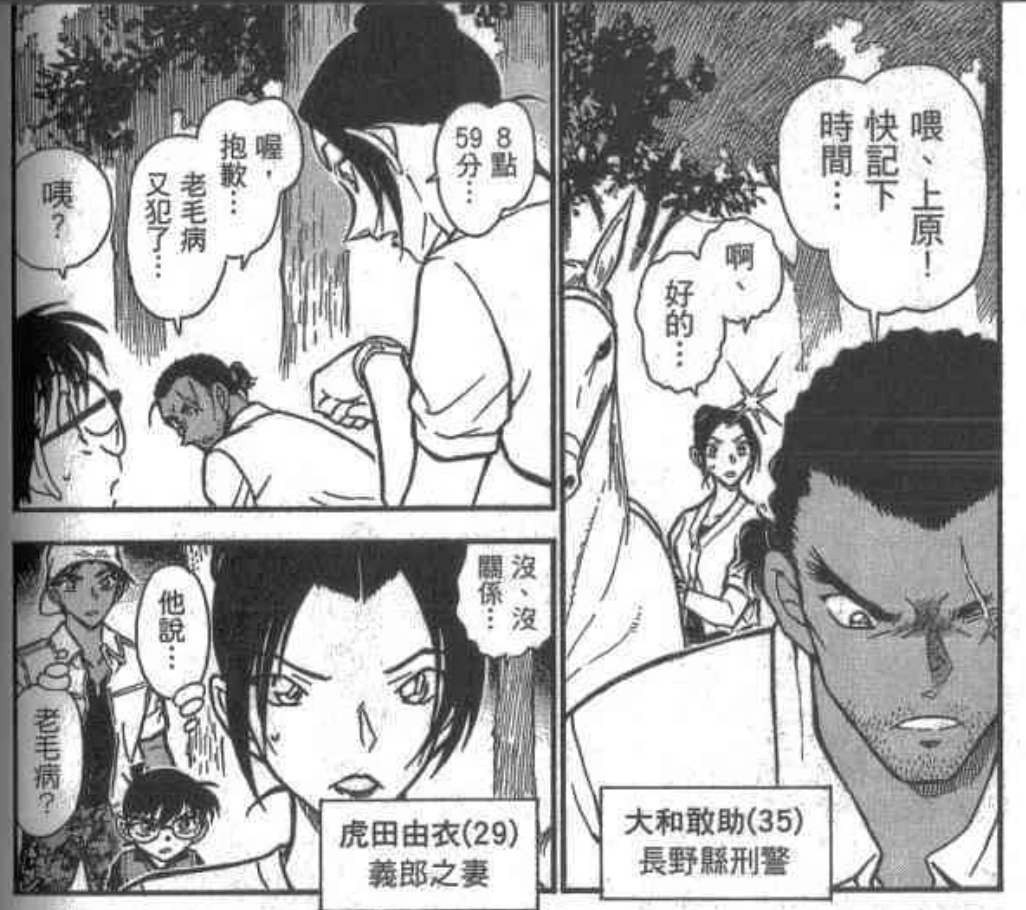 喂、上原！
快記下
時間…
啊、
好的…
大和敢助(35)
長野縣刑警
8點
59分…
喔，
抱歉…
老毛病
又犯了…
咦？
沒、沒
關係…
虎田由衣(29)
義郎之妻
他說…
老毛病？